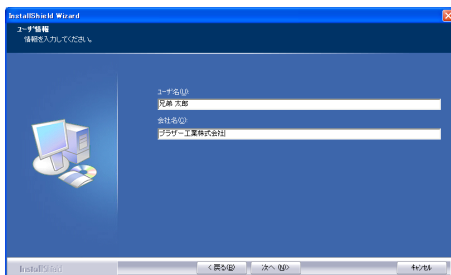 InstallShield Wizard
ユーザ情報
情報を入力してください。
ユーザ名(U):
兄弟 太郎
会社名(C):
ブラザー工業株式会社
InstallShield
< 戻る(B)
次へ(N)>
キャンセル